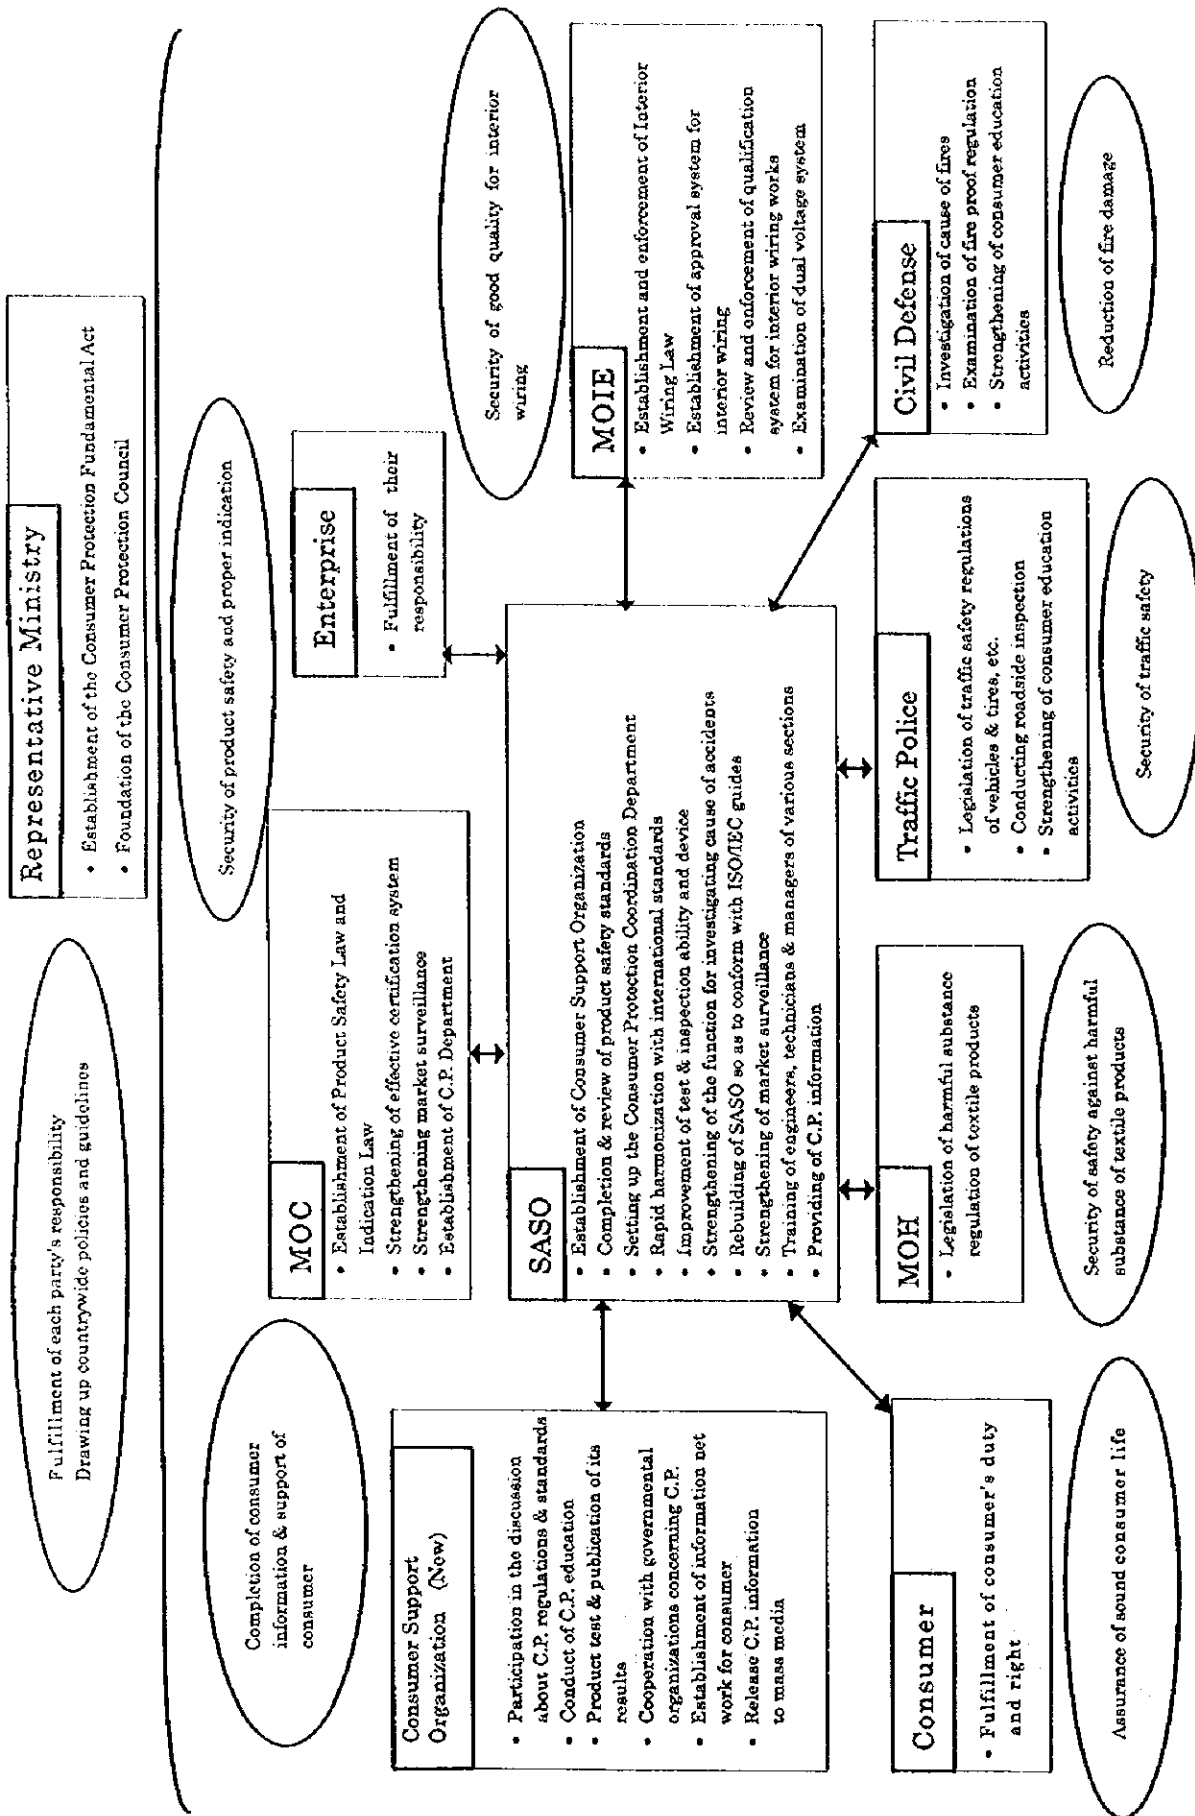 Fulfillment of each party's responsibility
Drawing up countrywide policies and guidelines
Representative Ministry
• Establishment of the Consumer Protection Fundamental Act
• Foundation of the Consumer Protection Council
Completion of consumer
information & support of
consumer
Security of product safety and proper indication
Security of good quality for interior
wiring
Consumer Support
Organization (New)
• Participation in the discussion
about C.P. regulations & standards
• Conduct of C.P. education
• Product test & publication of its
results
• Cooperation with governmental
organizations concerning C.P.
• Establishment of information net
work for consumer
• Release C.P. information
to mass media
MOC
• Establishment of Product Safety Law and
Indication Law
• Strengthening of effective certification system
• Strengthening market surveillance
• Establishment of C.P. Department
Enterprise
• Fulfillment of their
responsibility
MOIE
• Establishment and enforcement of Interior
Wiring Law
• Establishment of approval system for
interior wiring
• Review and enforcement of qualification
system for interior wiring works
• Examination of dual voltage system
SASO
• Establishment of Consumer Support Organization
• Completion & review of product safety standards
• Setting up the Consumer Protection Coordination Department
• Rapid harmonization with international standards
• Improvement of test & inspection ability and device
• Strengthening of the function for investigating cause of accidents
• Rebuilding of SASO so as to conform with ISO/IEC guides
• Strengthening of market surveillance
• Training of engineers, technicians & managers of various sections
• Providing of C.P. information
Consumer
• Fulfillment of consumer's duty
and right
MOH
• Legislation of harmful substance
regulation of textile products
Traffic Police
• Legislation of traffic safety regulations
of vehicles & tires, etc.
• Conducting roadside inspection
• Strengthening of consumer education
activities
Civil Defense
• Investigation of cause of fires
• Examination of fire proof regulation
• Strengthening of consumer education
activities
Assurance of sound consumer life
Security of safety against harmful
substance of textile products
Security of traffic safety
Reduction of fire damage